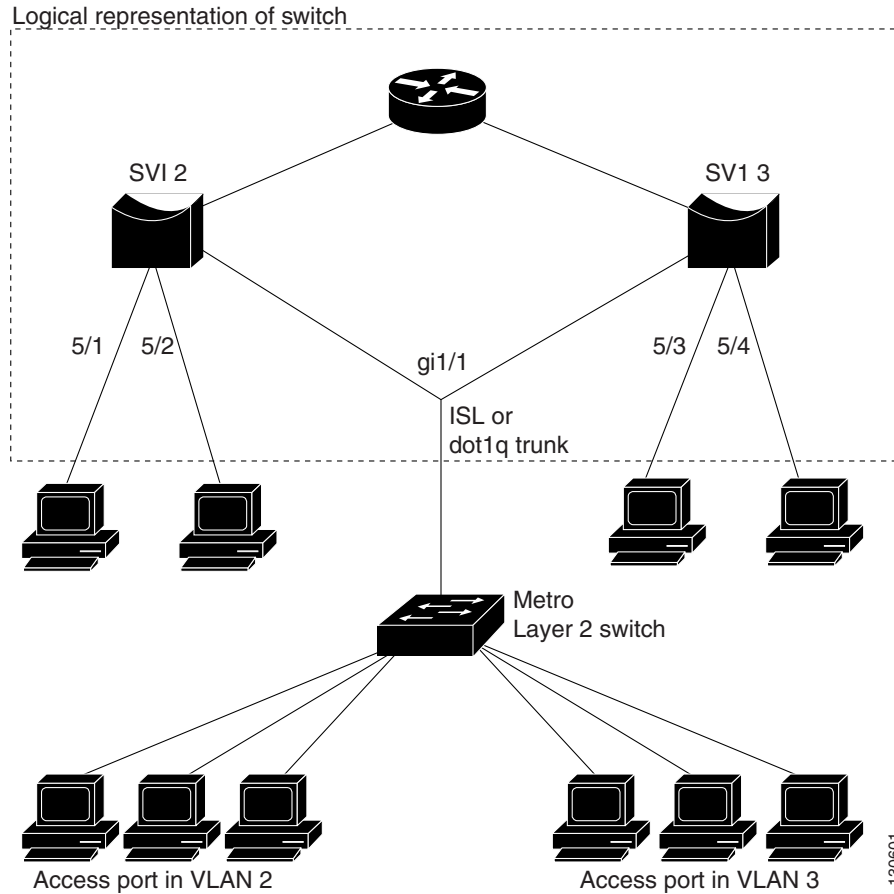 Logical representation of switch
SVI 2
SV1 3
5/1
5/2
gi1/1
5/3
5/4
ISL or
dot1q trunk
Metro
Layer 2 switch
Access port in VLAN 2
Access port in VLAN 3